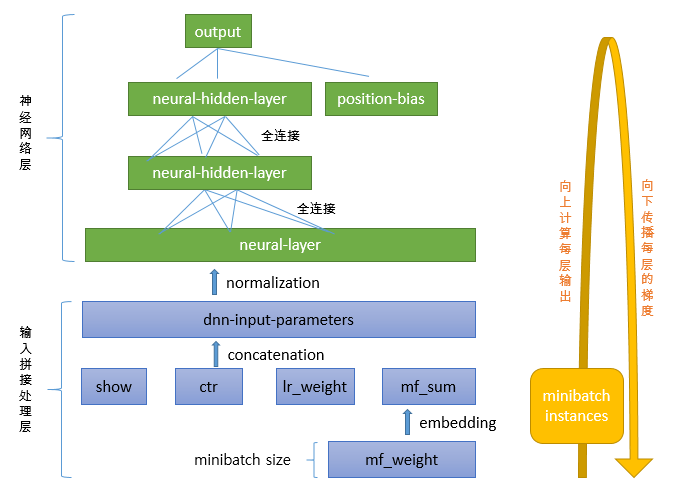 output
neural-hidden-layer
position-bias
全连接
neural-hidden-layer
全连接
neural-layer
神经网络层
normalization
dnn-input-parameters
concatenation
show
ctr
lr_weight
mf_sum
embedding
minibatch size
mf_weight
输入拼接处理层
向上计算每层输出
向下传播每层的梯度
minibatch
instances